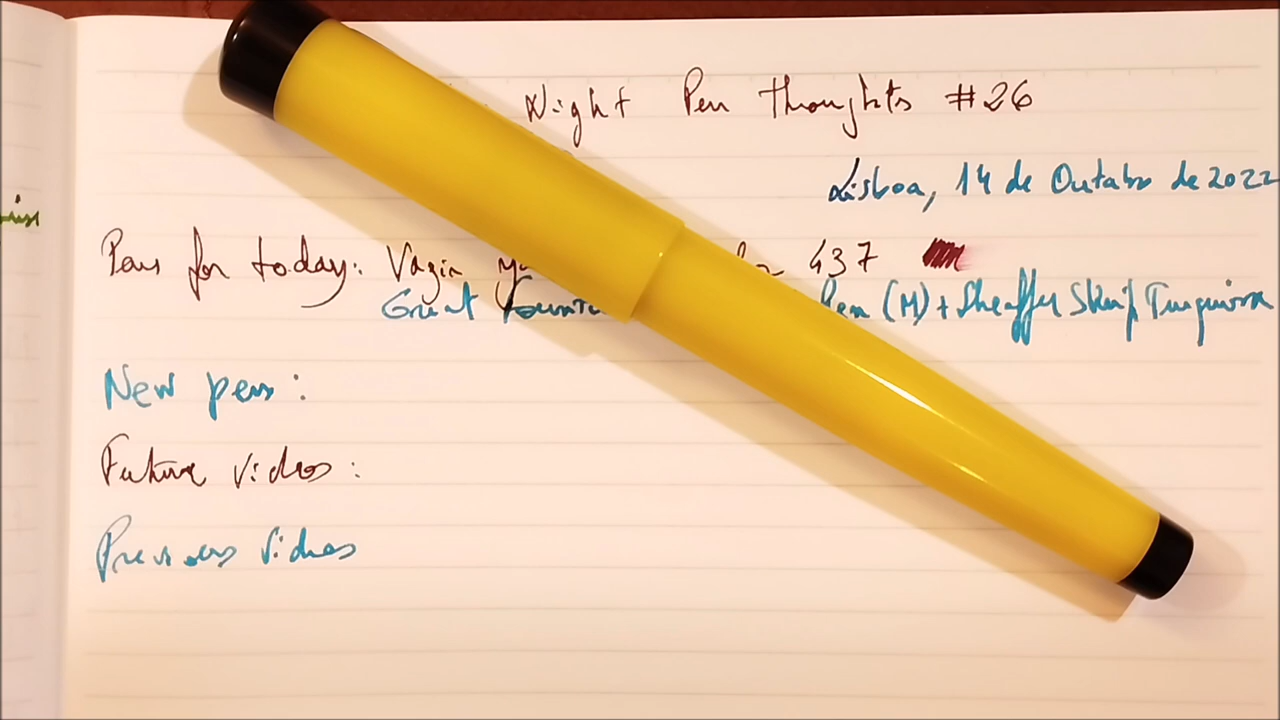 Night Pen thoughts #26
Lisboa, 14 de Outubro de 2022
Pens for today: 437
Great Pen (M) + Sheaffer Skrip Turquoise
New pens:
Future videos:
Previous videos